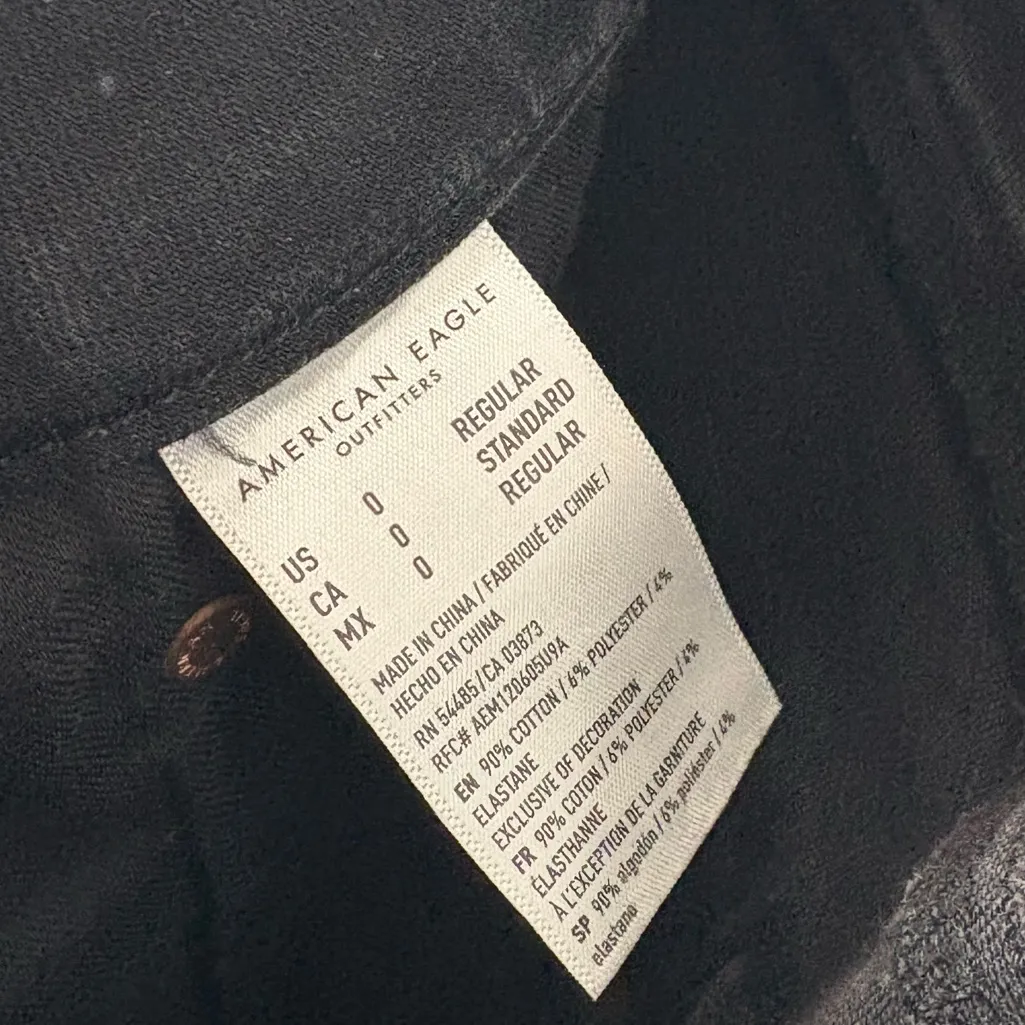 AMERICAN EAGLE
OUTFITTERS
US 0 REGULAR
CA 0 STANDARD
MX 0 REGULAR
MADE IN CHINA / FABRIQUÉ EN CHINE /
HECHO EN CHINA
RN 54485 / CA 03873
RFC# AEM120605U9A
EN 90% COTTON / 6% POLYESTER / 4%
ELASTANE
EXCLUSIVE OF DECORATION
FR 90% COTON / 6% POLYESTER / 4%
ÉLASTHANNE
À L'EXCEPTION DE LA GARNITURE
SP 90% algodón / 6% poliéster / 4%
elastano